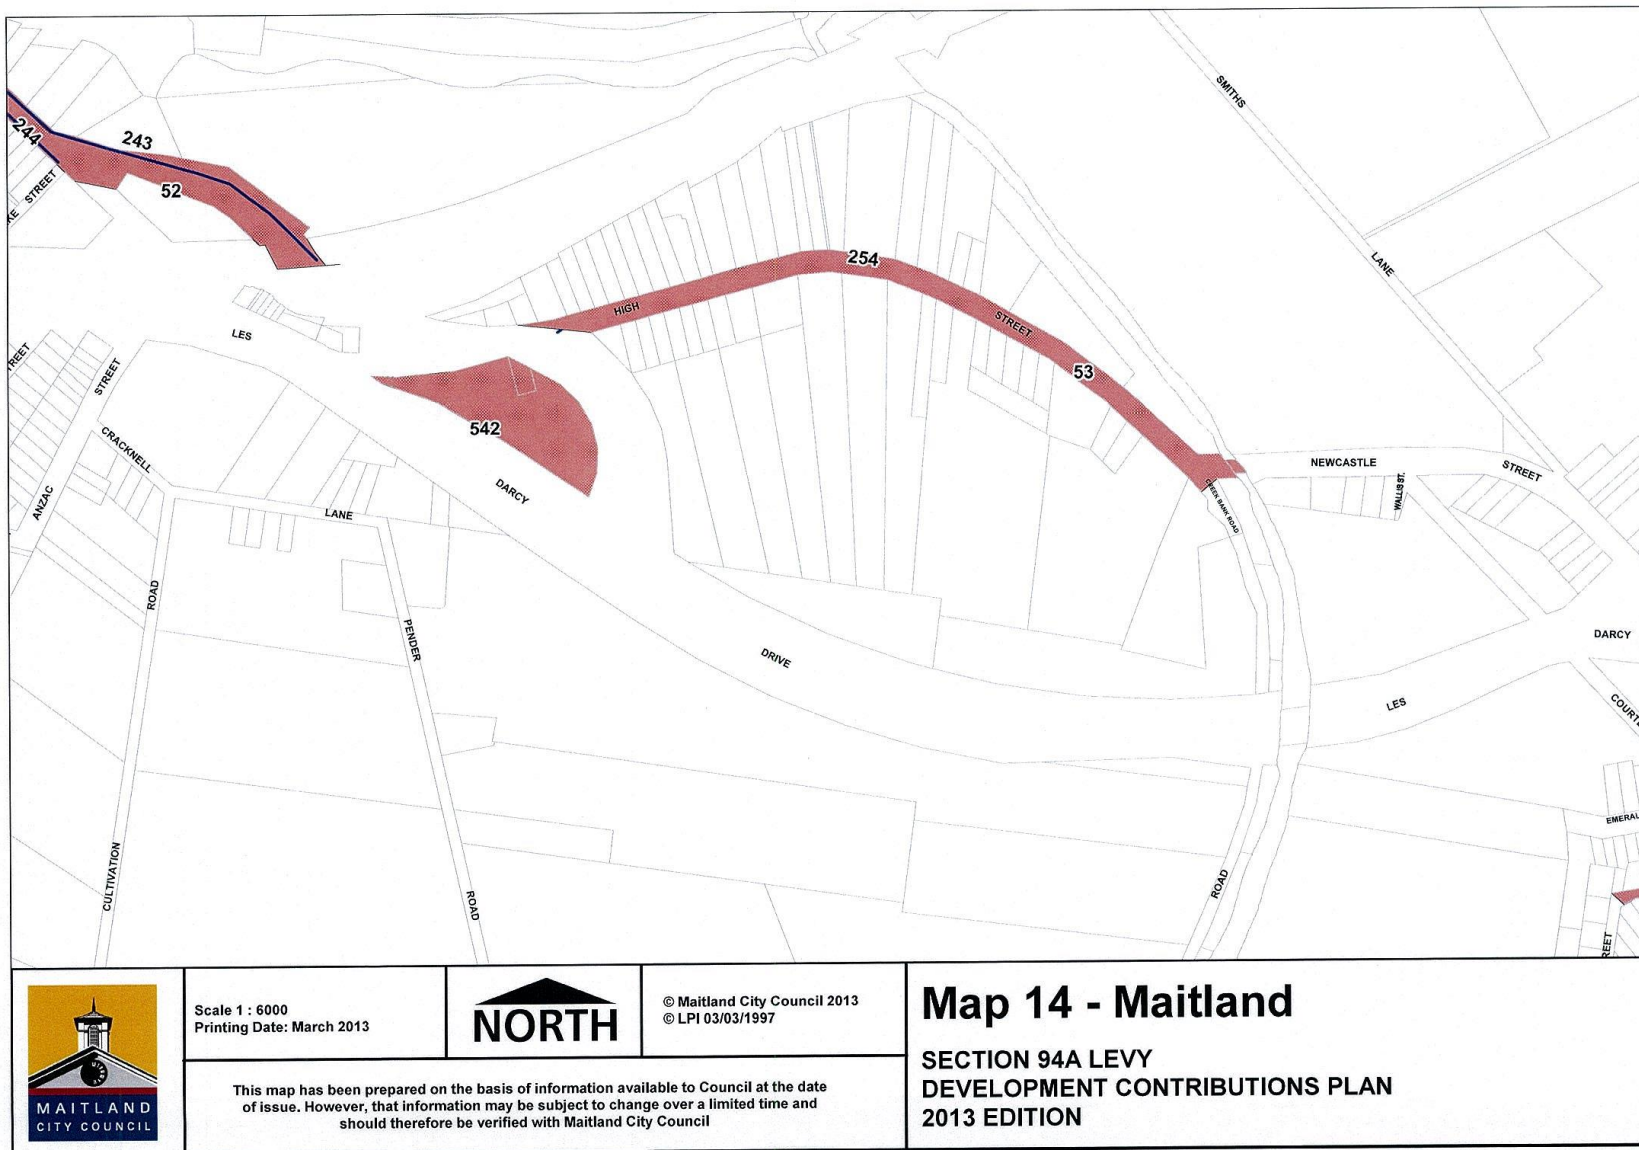 SMITHS
LANE
244
243
52
STREET
254
HIGH
STREET
53
LES
STREET
542
CRACKNELL
ANZAC
LANE
DARCY
NEWCASTLE
STREET
WALLIS ST.
CREEK BANK ROAD
ROAD
PENDER
DRIVE
DARCY
LES
CULTIVATION
ROAD
ROAD
Scale 1 : 6000
Printing Date: March 2013
NORTH
© Maitland City Council 2013
© LPI 03/03/1997
This map has been prepared on the basis of information available to Council at the date
of issue. However, that information may be subject to change over a limited time and
should therefore be verified with Maitland City Council
MAITLAND
CITY COUNCIL
Map 14 - Maitland
SECTION 94A LEVY
DEVELOPMENT CONTRIBUTIONS PLAN
2013 EDITION